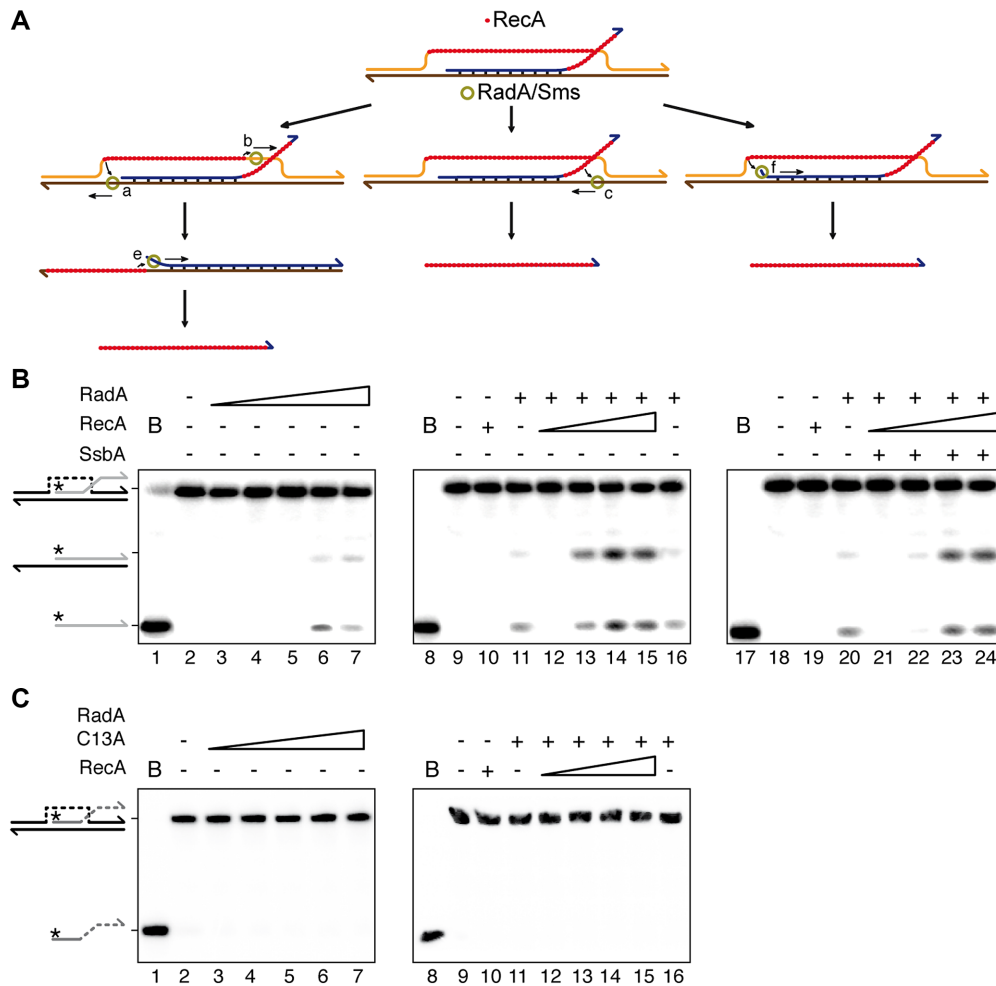 A
RecA
RadA/Sms
b
a
c
f
e
B
RadA - + + + + + +
RecA B - - - - - - B - + - - B - + -
SsbA - - - - - - - - - - - - - - - - - + + + +
*
*
*
1 2 3 4 5 6 7 8 9 10 11 12 13 14 15 16 17 18 19 20 21 22 23 24
C
RadA
C13A - - - + + + + + +
RecA B - - - - - - B - + - -
*
*
1 2 3 4 5 6 7 8 9 10 11 12 13 14 15 16